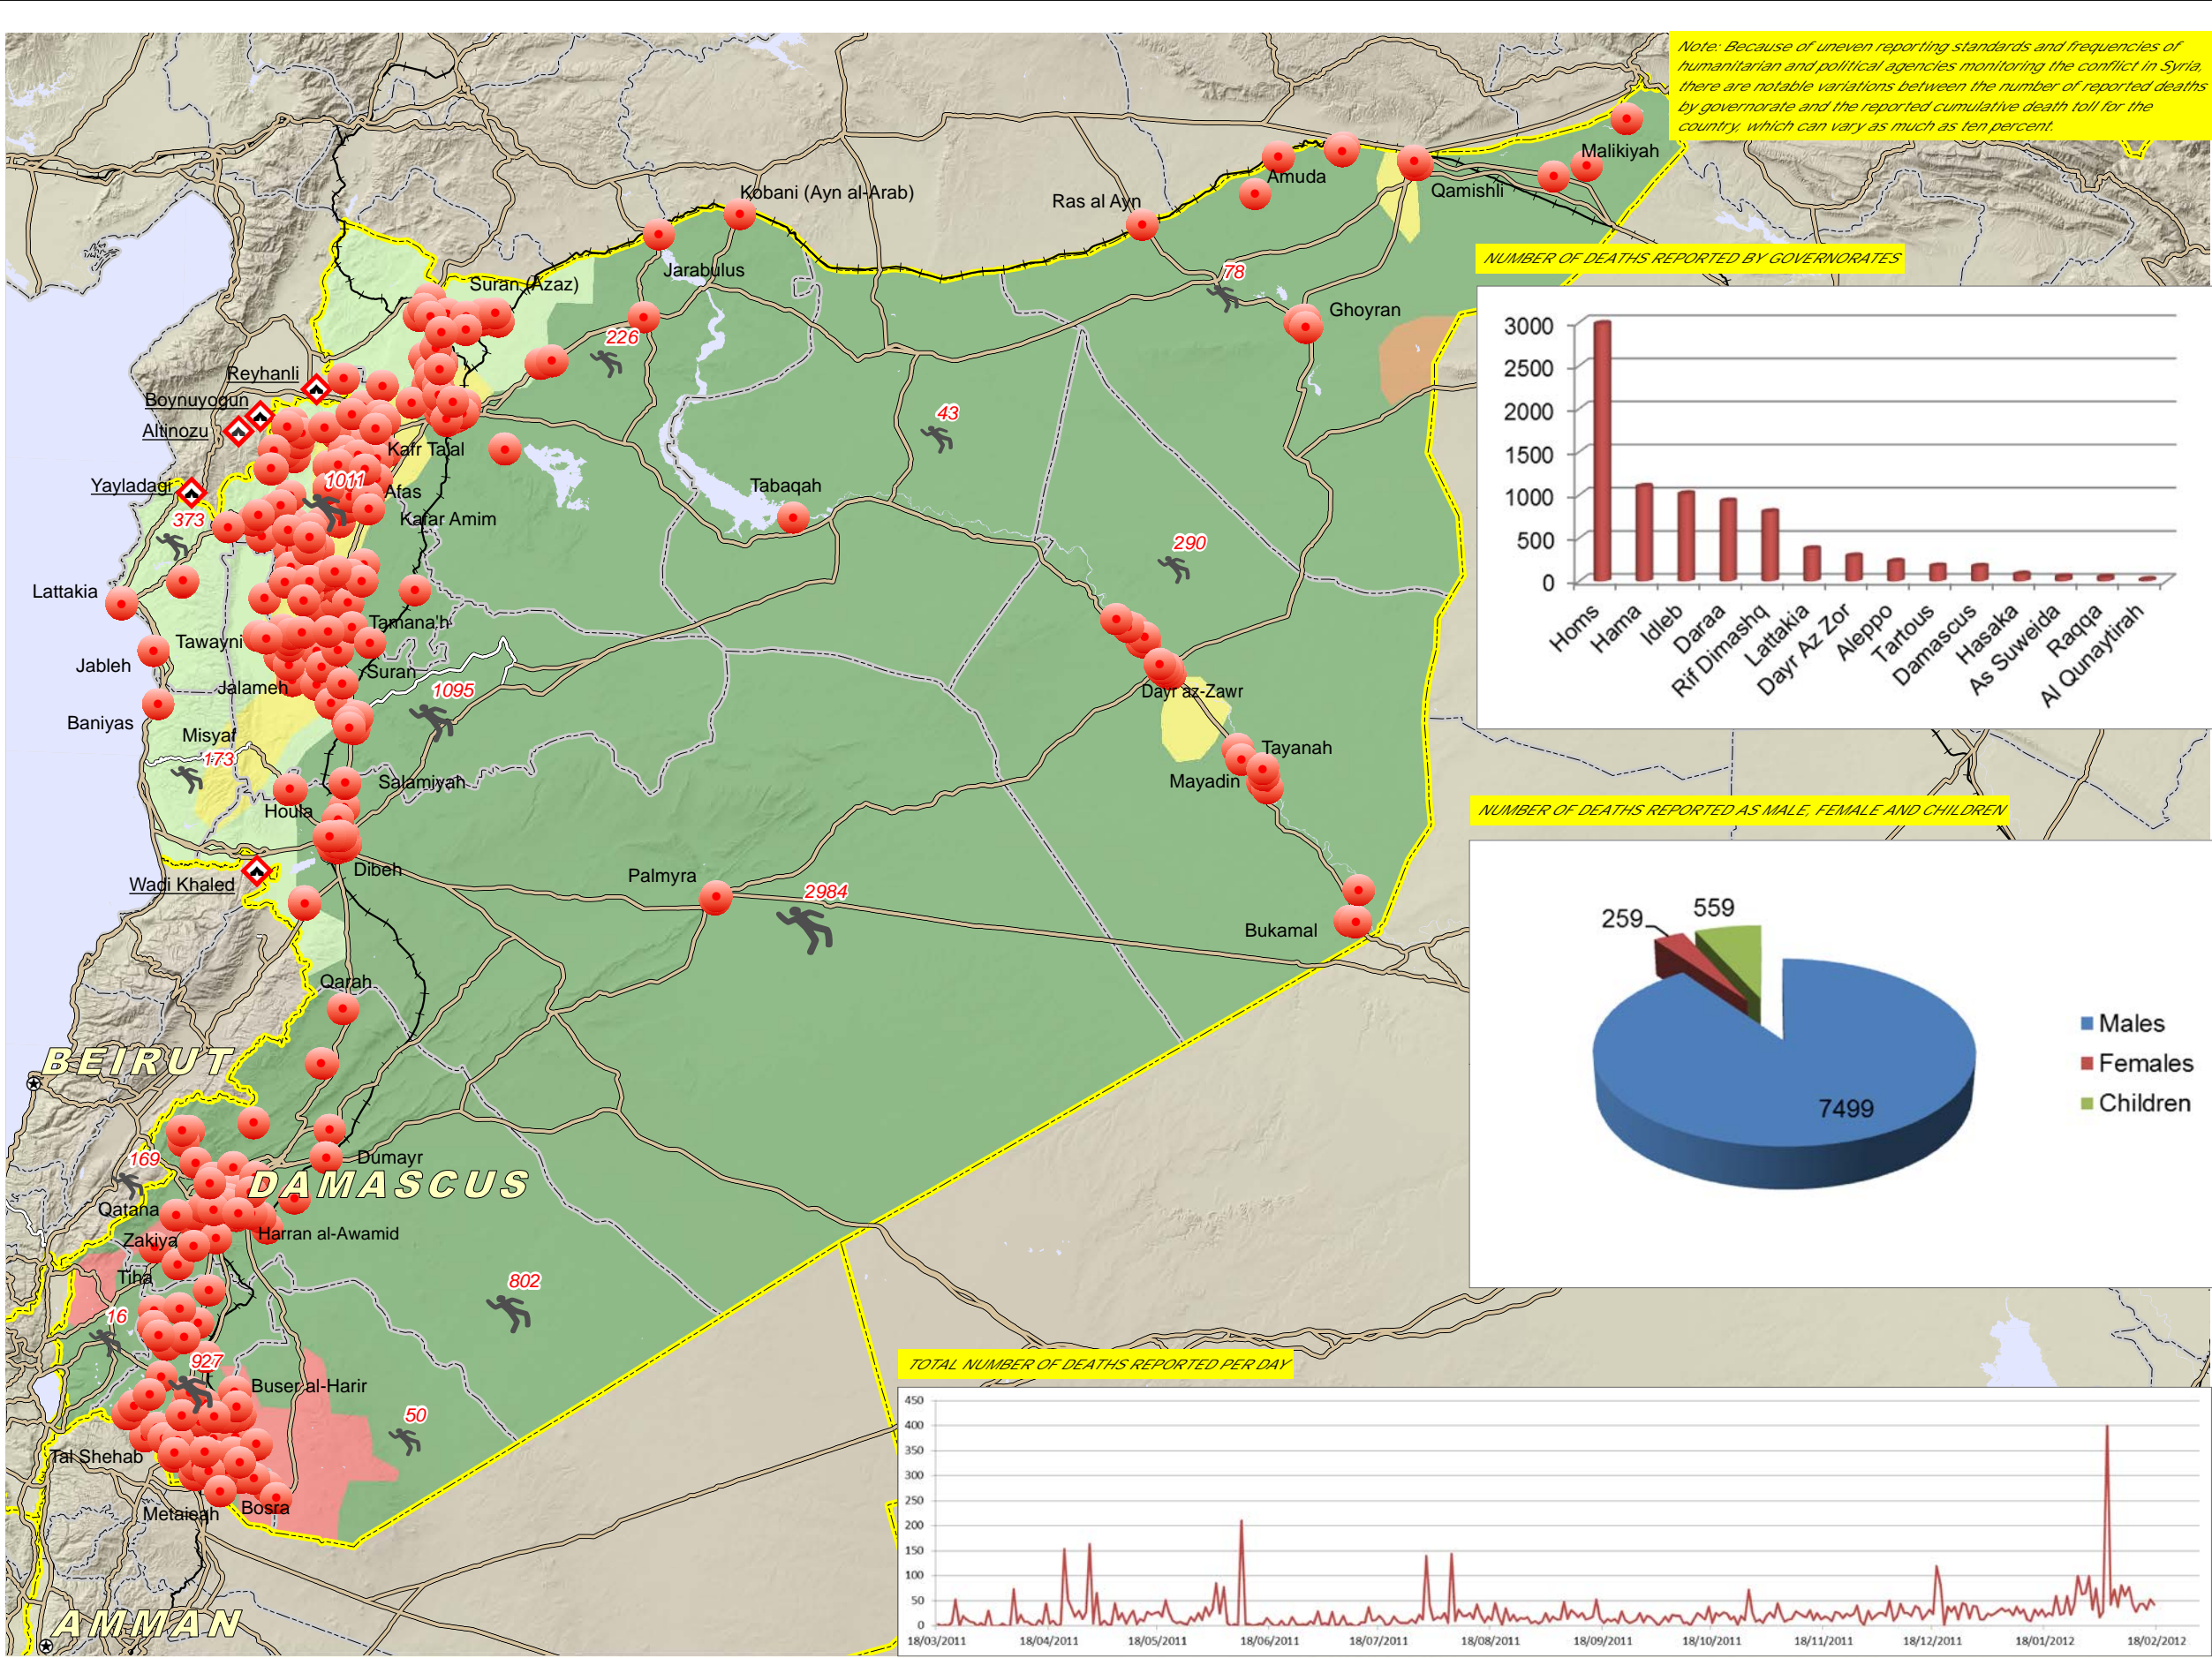 Note: Because of uneven reporting standards and frequencies of
humanitarian and political agencies monitoring the conflict in Syria,
there are notable variations between the number of reported deaths
by governorate and the reported cumulative death toll for the
country, which can vary as much as ten percent.
Malikiyah
Amuda
Qamishli
Kobani (Ayn al-Arab)
Ras al Ayn
Jarabulus
Suran (Azaz)
78
Ghoyran
226
Reyhanli
Boynuyogun
Altinozu
43
Kafr Tajal
Yayladagi
1011
Afas
Tabaqah
373
Kafar Amim
290
Lattakia
Tamana'h
Tawayni
Jableh
Suran
Jalameh
1095
Dayr az-Zawr
Baniyas
Misyaf
173
Tayanah
Salamiyah
Mayadin
Houla
Dibeh
Wadi Khaled
Palmyra
2984
Bukamal
Qarah
BEIRUT
169
Dumayr
DAMASCUS
Qatana
Harran al-Awamid
Zakiya
Tiha
802
16
927
Buser al-Harir
50
Tal Shehab
Bosra
Metaieah
AMMAN
NUMBER OF DEATHS REPORTED BY GOVERNORATES
3000
2500
2000
1500
1000
500
0
Homs
Hama
Idleb
Daraa
Rif Dimashq
Lattakia
Dayr Az Zor
Aleppo
Tartous
Damascus
Hasaka
As Suweida
Raqqa
Al Qunaytirah
NUMBER OF DEATHS REPORTED AS MALE, FEMALE AND CHILDREN
259
559
7499
Males
Females
Children
TOTAL NUMBER OF DEATHS REPORTED PER DAY
450
400
350
300
250
200
150
100
50
0
18/03/2011
18/04/2011
18/05/2011
18/06/2011
18/07/2011
18/08/2011
18/09/2011
18/10/2011
18/11/2011
18/12/2011
18/01/2012
18/02/2012